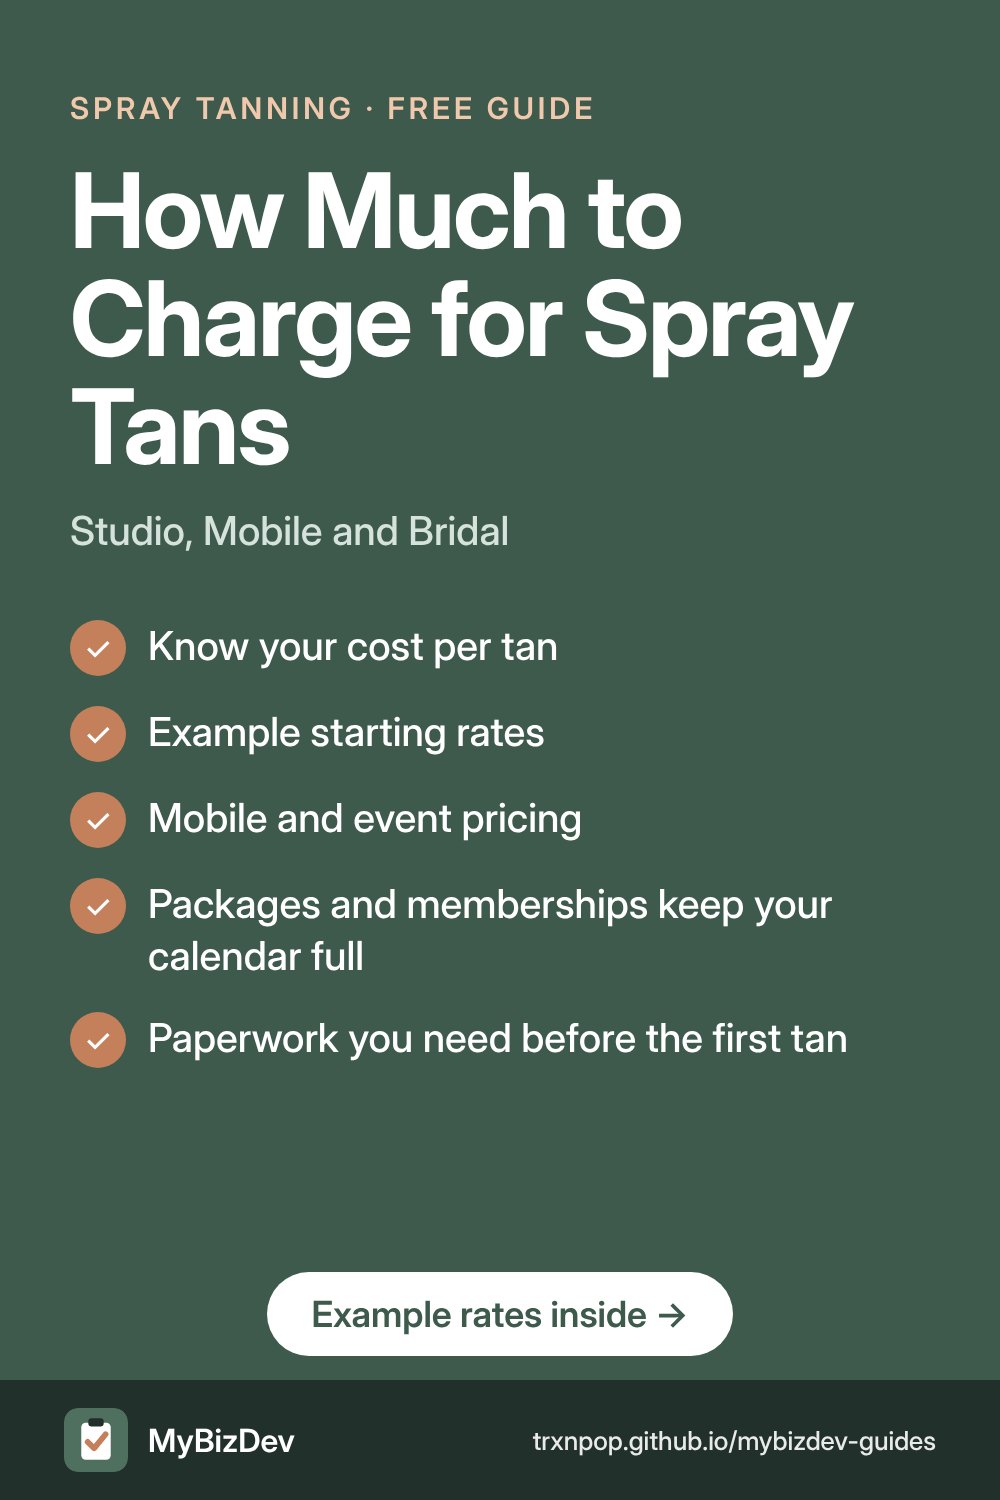 SPRAY TANNING · FREE GUIDE
How Much to
Charge for Spray
Tans
Studio, Mobile and Bridal
Know your cost per tan
Example starting rates
Mobile and event pricing
Packages and memberships keep your
calendar full
Paperwork you need before the first tan
Example rates inside →
MyBizDev
trxnpop.github.io/mybizdev-guides